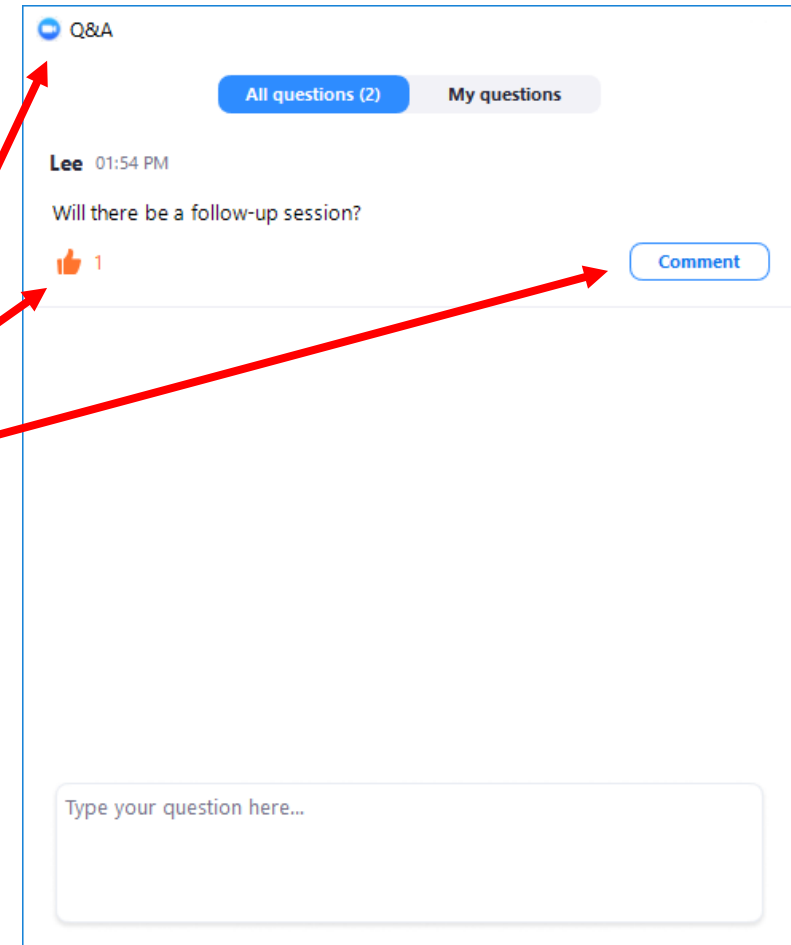 Q&A
All questions (2) My questions
Lee 01:54 PM
Will there be a follow-up session?
1 Comment
Type your question here...